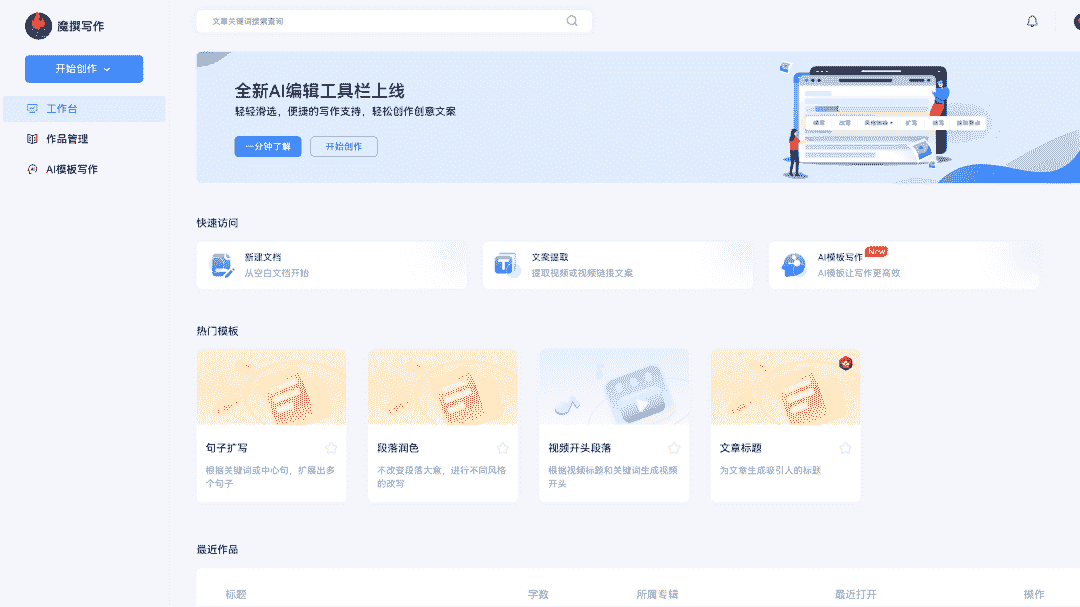 魔撰写作
文章关键词搜索查询
开始创作
工作台
作品管理
AI模板写作
全新AI编辑工具栏上线
轻轻滑选，便捷的写作支持，轻松创作创意文案
一分钟了解
开始创作
续写
改写
扩写
快速访问
新建文档
从空白文档开始
文案提取
提取视频或视频链接文案
AI模板写作
New
AI模板让写作更高效
热门模板
句子扩写
根据关键词或中心句，扩展出多
个句子
段落润色
不改变段落大意，进行不同风格
的改写
视频开头段落
根据视频标题和关键词生成视频
开头
文章标题
为文章生成吸引人的标题
最近作品
标题
字数
所属专辑
最近打开
操作